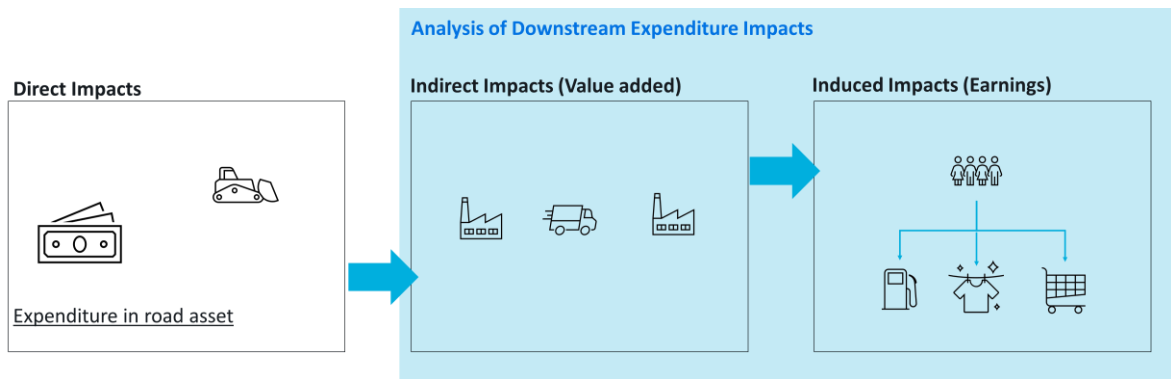 Analysis of Downstream Expenditure Impacts
Direct Impacts
Indirect Impacts (Value added)
Induced Impacts (Earnings)
Expenditure in road asset